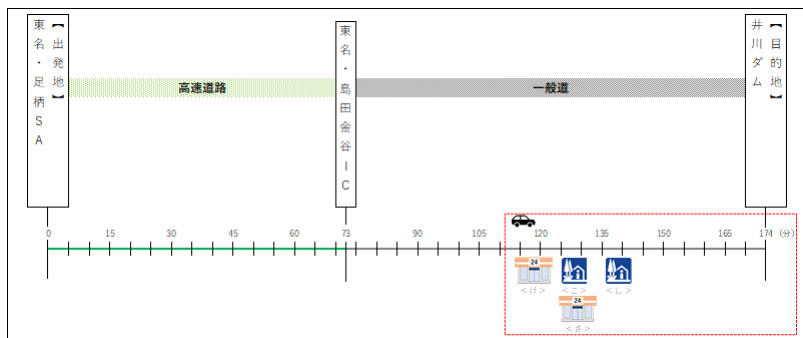 【出発地】
東名・足柄SA
東名・島田金谷IC
【目的地】
井川ダム
高速道路
一般道
0 15 30 45 60 73 90 105 120 135 150 165 174 (分)
24
<け> <こ> <し>
24
<さ>